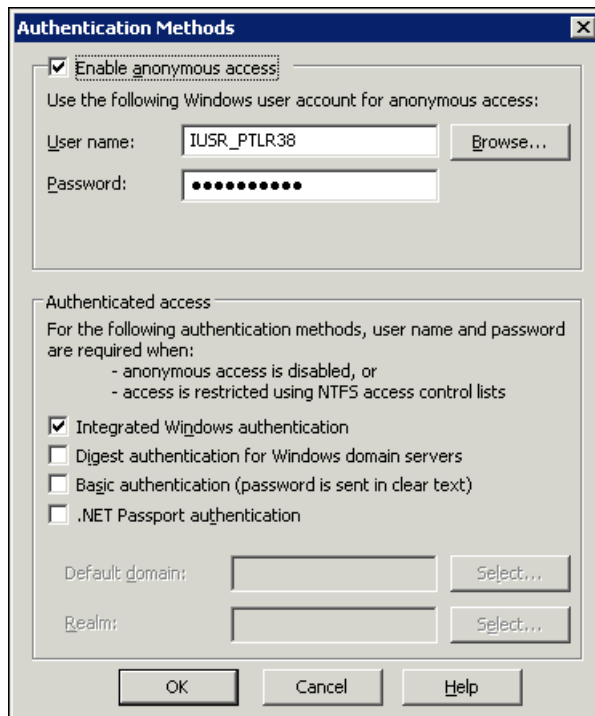 Authentication Methods
Enable anonymous access
Use the following Windows user account for anonymous access:
User name: IUSR_PTLR38 Browse...
Password: ●●●●●●●●●●
Authenticated access
For the following authentication methods, user name and password
are required when:
- anonymous access is disabled, or
- access is restricted using NTFS access control lists
Integrated Windows authentication
Digest authentication for Windows domain servers
Basic authentication (password is sent in clear text)
.NET Passport authentication
Default domain: Select...
Realm: Select...
OK Cancel Help